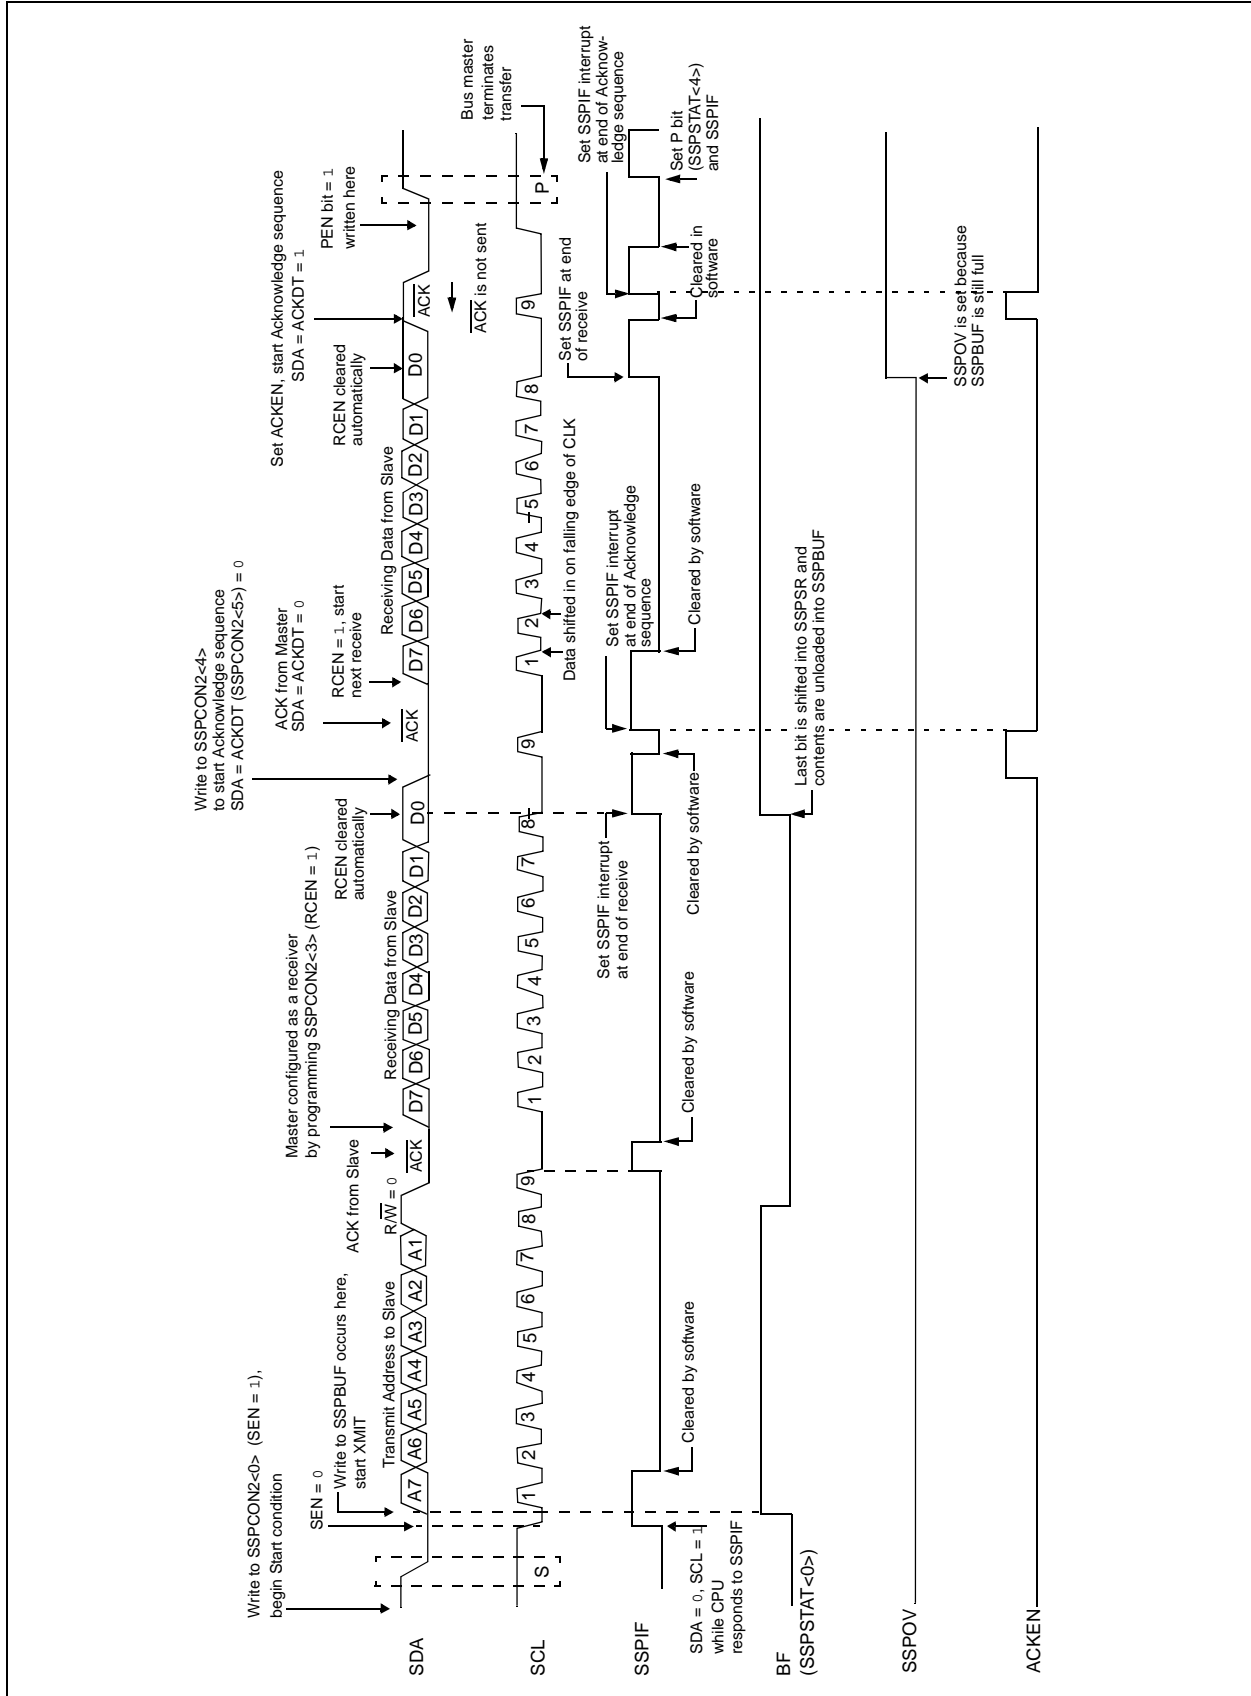 Write to SSPCON2<0> (SEN = 1),
begin Start condition
SEN = 0
Write to SSPBUF occurs here,
start XMIT
Transmit Address to Slave
R/W = 0
ACK from Slave
Master configured as a receiver
by programming SSPCON2<3> (RCEN = 1)
Receiving Data from Slave
RCEN cleared
automatically
Write to SSPCON2<4>
to start Acknowledge sequence
SDA = ACKDT (SSPCON2<5>) = 0
ACK from Master
SDA = ACKDT = 0
RCEN = 1, start
next receive
Receiving Data from Slave
RCEN cleared
automatically
Set ACKEN, start Acknowledge sequence
SDA = ACKDT = 1
PEN bit = 1
written here
Bus master
terminates
transfer
SDA
A7 A6 A5 A4 A3 A2 A1
ACK
D7 D6 D5 D4 D3 D2 D1 D0
ACK
D7 D6 D5 D4 D3 D2 D1 D0
ACK
ACK is not sent
SCL
S
1 2 3 4 5 6 7 8 9
1 2 3 4 5 6 7 8 9
1 2 3 4 5 6 7 8 9
P
Data shifted in on falling edge of CLK
SSPIF
SDA = 0, SCL = 1
while CPU
responds to SSPIF
Cleared by software
Cleared by software
Set SSPIF interrupt
at end of receive
Cleared by software
Set SSPIF interrupt
at end of Acknowledge
sequence
Cleared by software
Set SSPIF at end
of receive
Cleared in
software
Set SSPIF interrupt
at end of Acknow-
ledge sequence
Set P bit
(SSPSTAT<4>)
and SSPIF
BF
(SSPSTAT<0>)
Last bit is shifted into SSPSR and
contents are unloaded into SSPBUF
SSPOV
SSPOV is set because
SSPBUF is still full
ACKEN